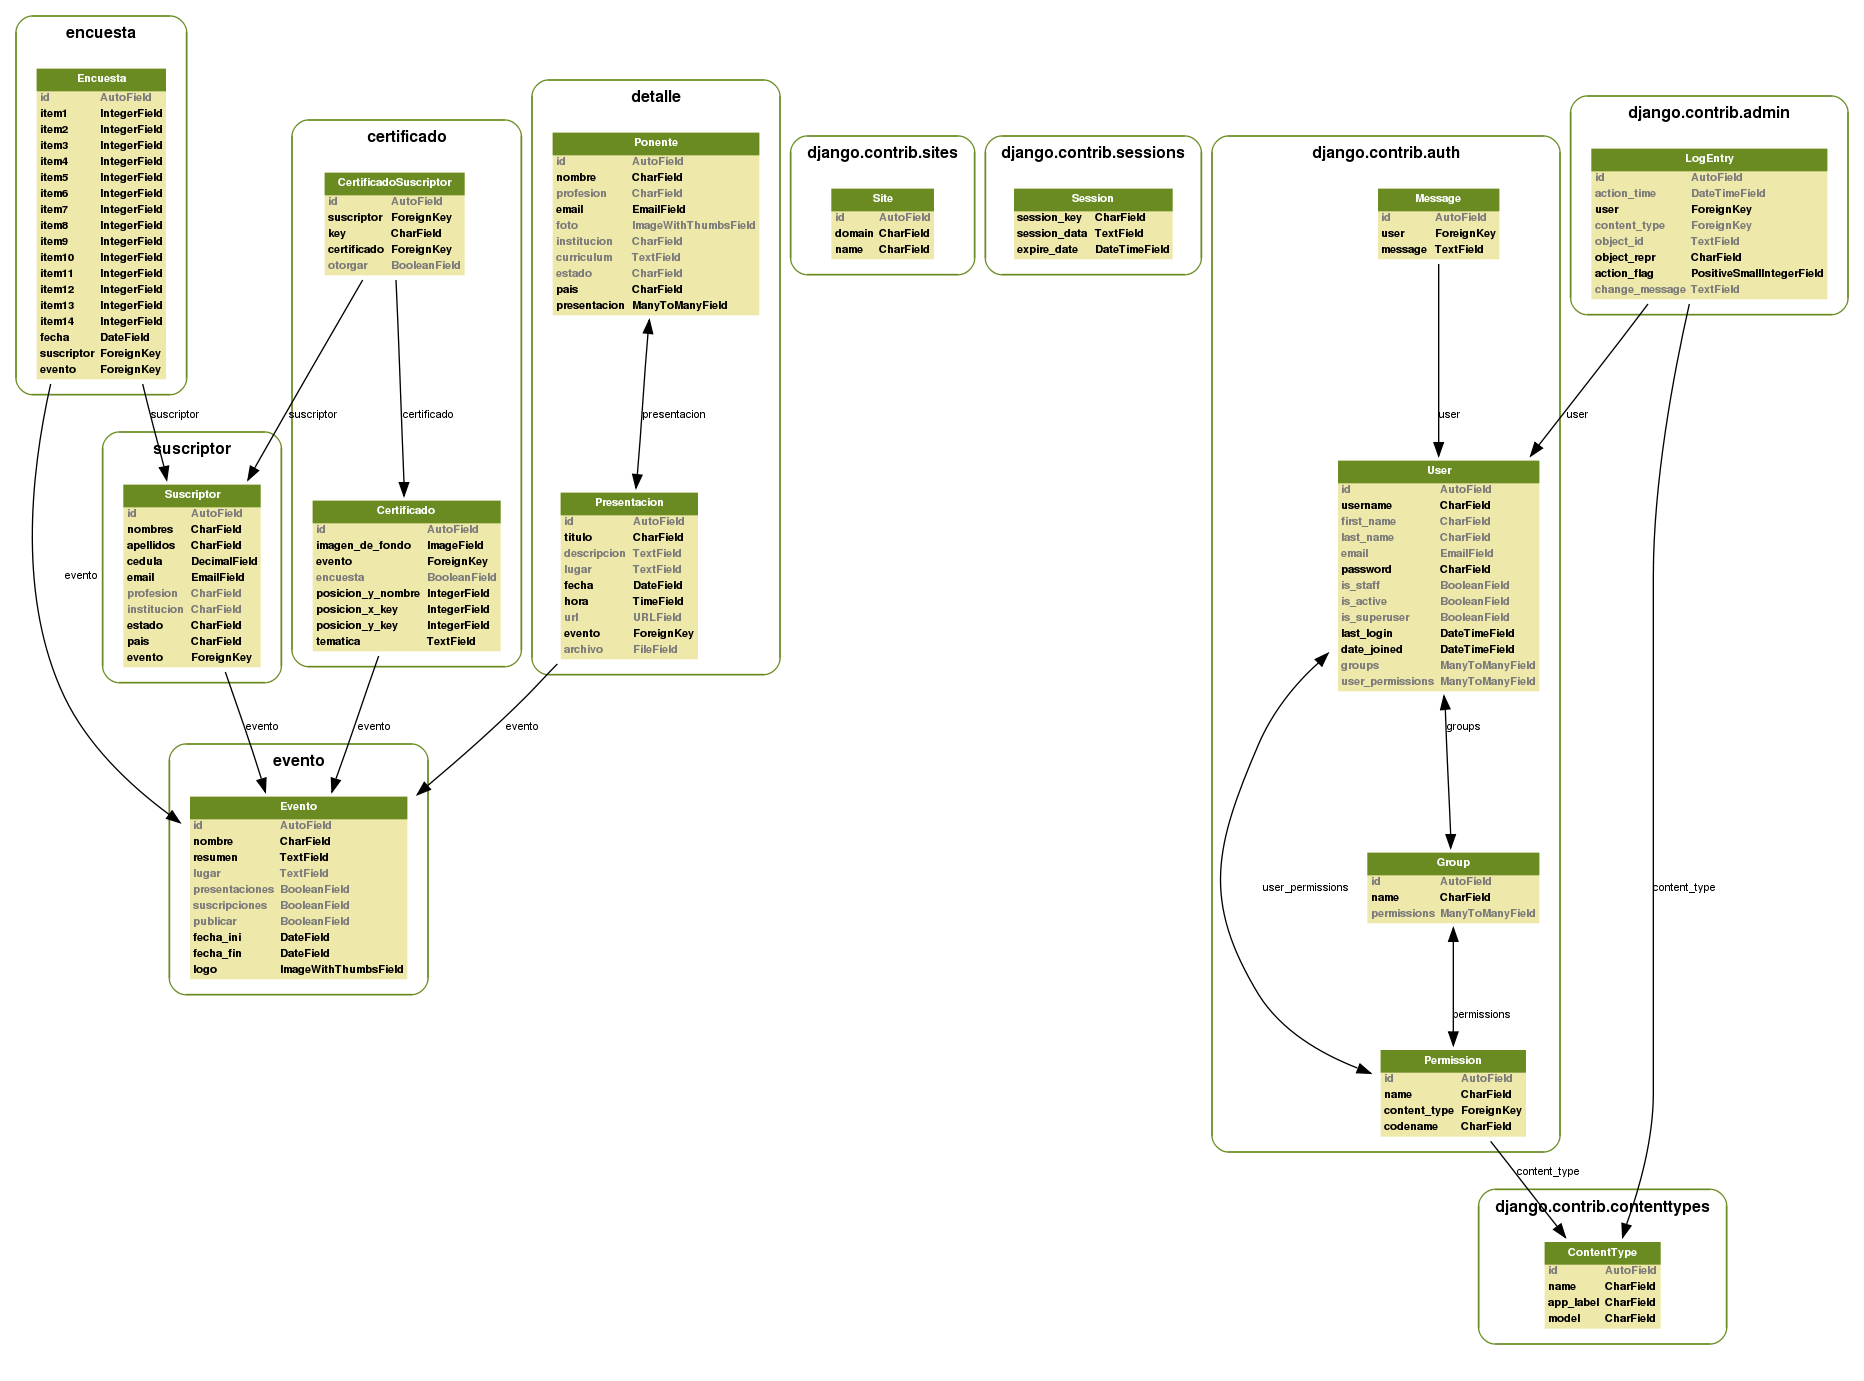 encuesta
Encuesta
id AutoField
item1 IntegerField
item2 IntegerField
item3 IntegerField
item4 IntegerField
item5 IntegerField
item6 IntegerField
item7 IntegerField
item8 IntegerField
item9 IntegerField
item10 IntegerField
item11 IntegerField
item12 IntegerField
item13 IntegerField
item14 IntegerField
fecha DateField
suscriptor ForeignKey
evento ForeignKey
suscriptor
evento
suscriptor
Suscriptor
id AutoField
nombres CharField
apellidos CharField
cedula DecimalField
email EmailField
profesion CharField
institucion CharField
estado CharField
pais CharField
evento ForeignKey
evento
certificado
CertificadoSuscriptor
id AutoField
suscriptor ForeignKey
key CharField
certificado ForeignKey
otorgar BooleanField
suscriptor
certificado
Certificado
id AutoField
imagen_de_fondo ImageField
evento ForeignKey
encuesta BooleanField
posicion_y_nombre IntegerField
posicion_x_key IntegerField
posicion_y_key IntegerField
tematica TextField
evento
detalle
Ponente
id AutoField
nombre CharField
profesion CharField
email EmailField
foto ImageWithThumbsField
institucion CharField
curriculum TextField
estado CharField
pais CharField
presentacion ManyToManyField
presentacion
Presentacion
id AutoField
titulo CharField
descripcion TextField
lugar TextField
fecha DateField
hora TimeField
url URLField
evento ForeignKey
archivo FileField
evento
evento
Evento
id AutoField
nombre CharField
resumen TextField
lugar TextField
presentaciones BooleanField
suscripciones BooleanField
publicar BooleanField
fecha_ini DateField
fecha_fin DateField
logo ImageWithThumbsField
django.contrib.sites
Site
id AutoField
domain CharField
name CharField
django.contrib.sessions
Session
session_key CharField
session_data TextField
expire_date DateTimeField
django.contrib.auth
Message
id AutoField
user ForeignKey
message TextField
user
User
id AutoField
username CharField
first_name CharField
last_name CharField
email EmailField
password CharField
is_staff BooleanField
is_active BooleanField
is_superuser BooleanField
last_login DateTimeField
date_joined DateTimeField
groups ManyToManyField
user_permissions ManyToManyField
groups
user_permissions
Group
id AutoField
name CharField
permissions ManyToManyField
permissions
Permission
id AutoField
name CharField
content_type ForeignKey
codename CharField
content_type
django.contrib.admin
LogEntry
id AutoField
action_time DateTimeField
user ForeignKey
content_type ForeignKey
object_id TextField
object_repr CharField
action_flag PositiveSmallIntegerField
change_message TextField
user
content_type
django.contrib.contenttypes
ContentType
id AutoField
name CharField
app_label CharField
model CharField